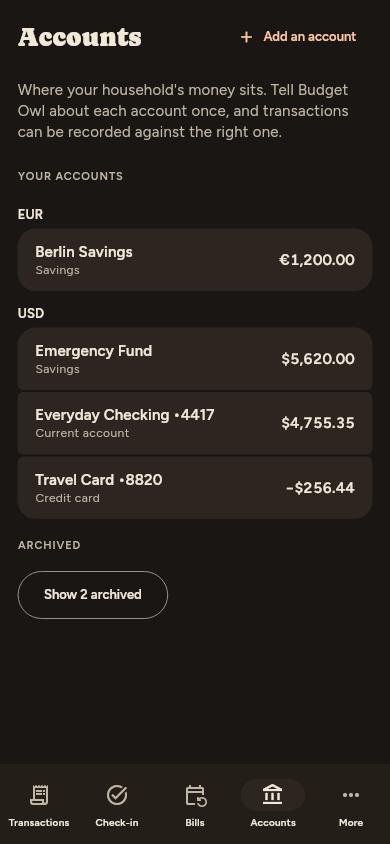 Accounts
+ Add an account
Where your household's money sits. Tell Budget
Owl about each account once, and transactions
can be recorded against the right one.
YOUR ACCOUNTS
EUR
Berlin Savings
€1,200.00
Savings
USD
Emergency Fund
$5,620.00
Savings
Everyday Checking •4417
$4,755.35
Current account
Travel Card •8820
−$256.44
Credit card
ARCHIVED
Show 2 archived
Transactions
Check-in
Bills
Accounts
More